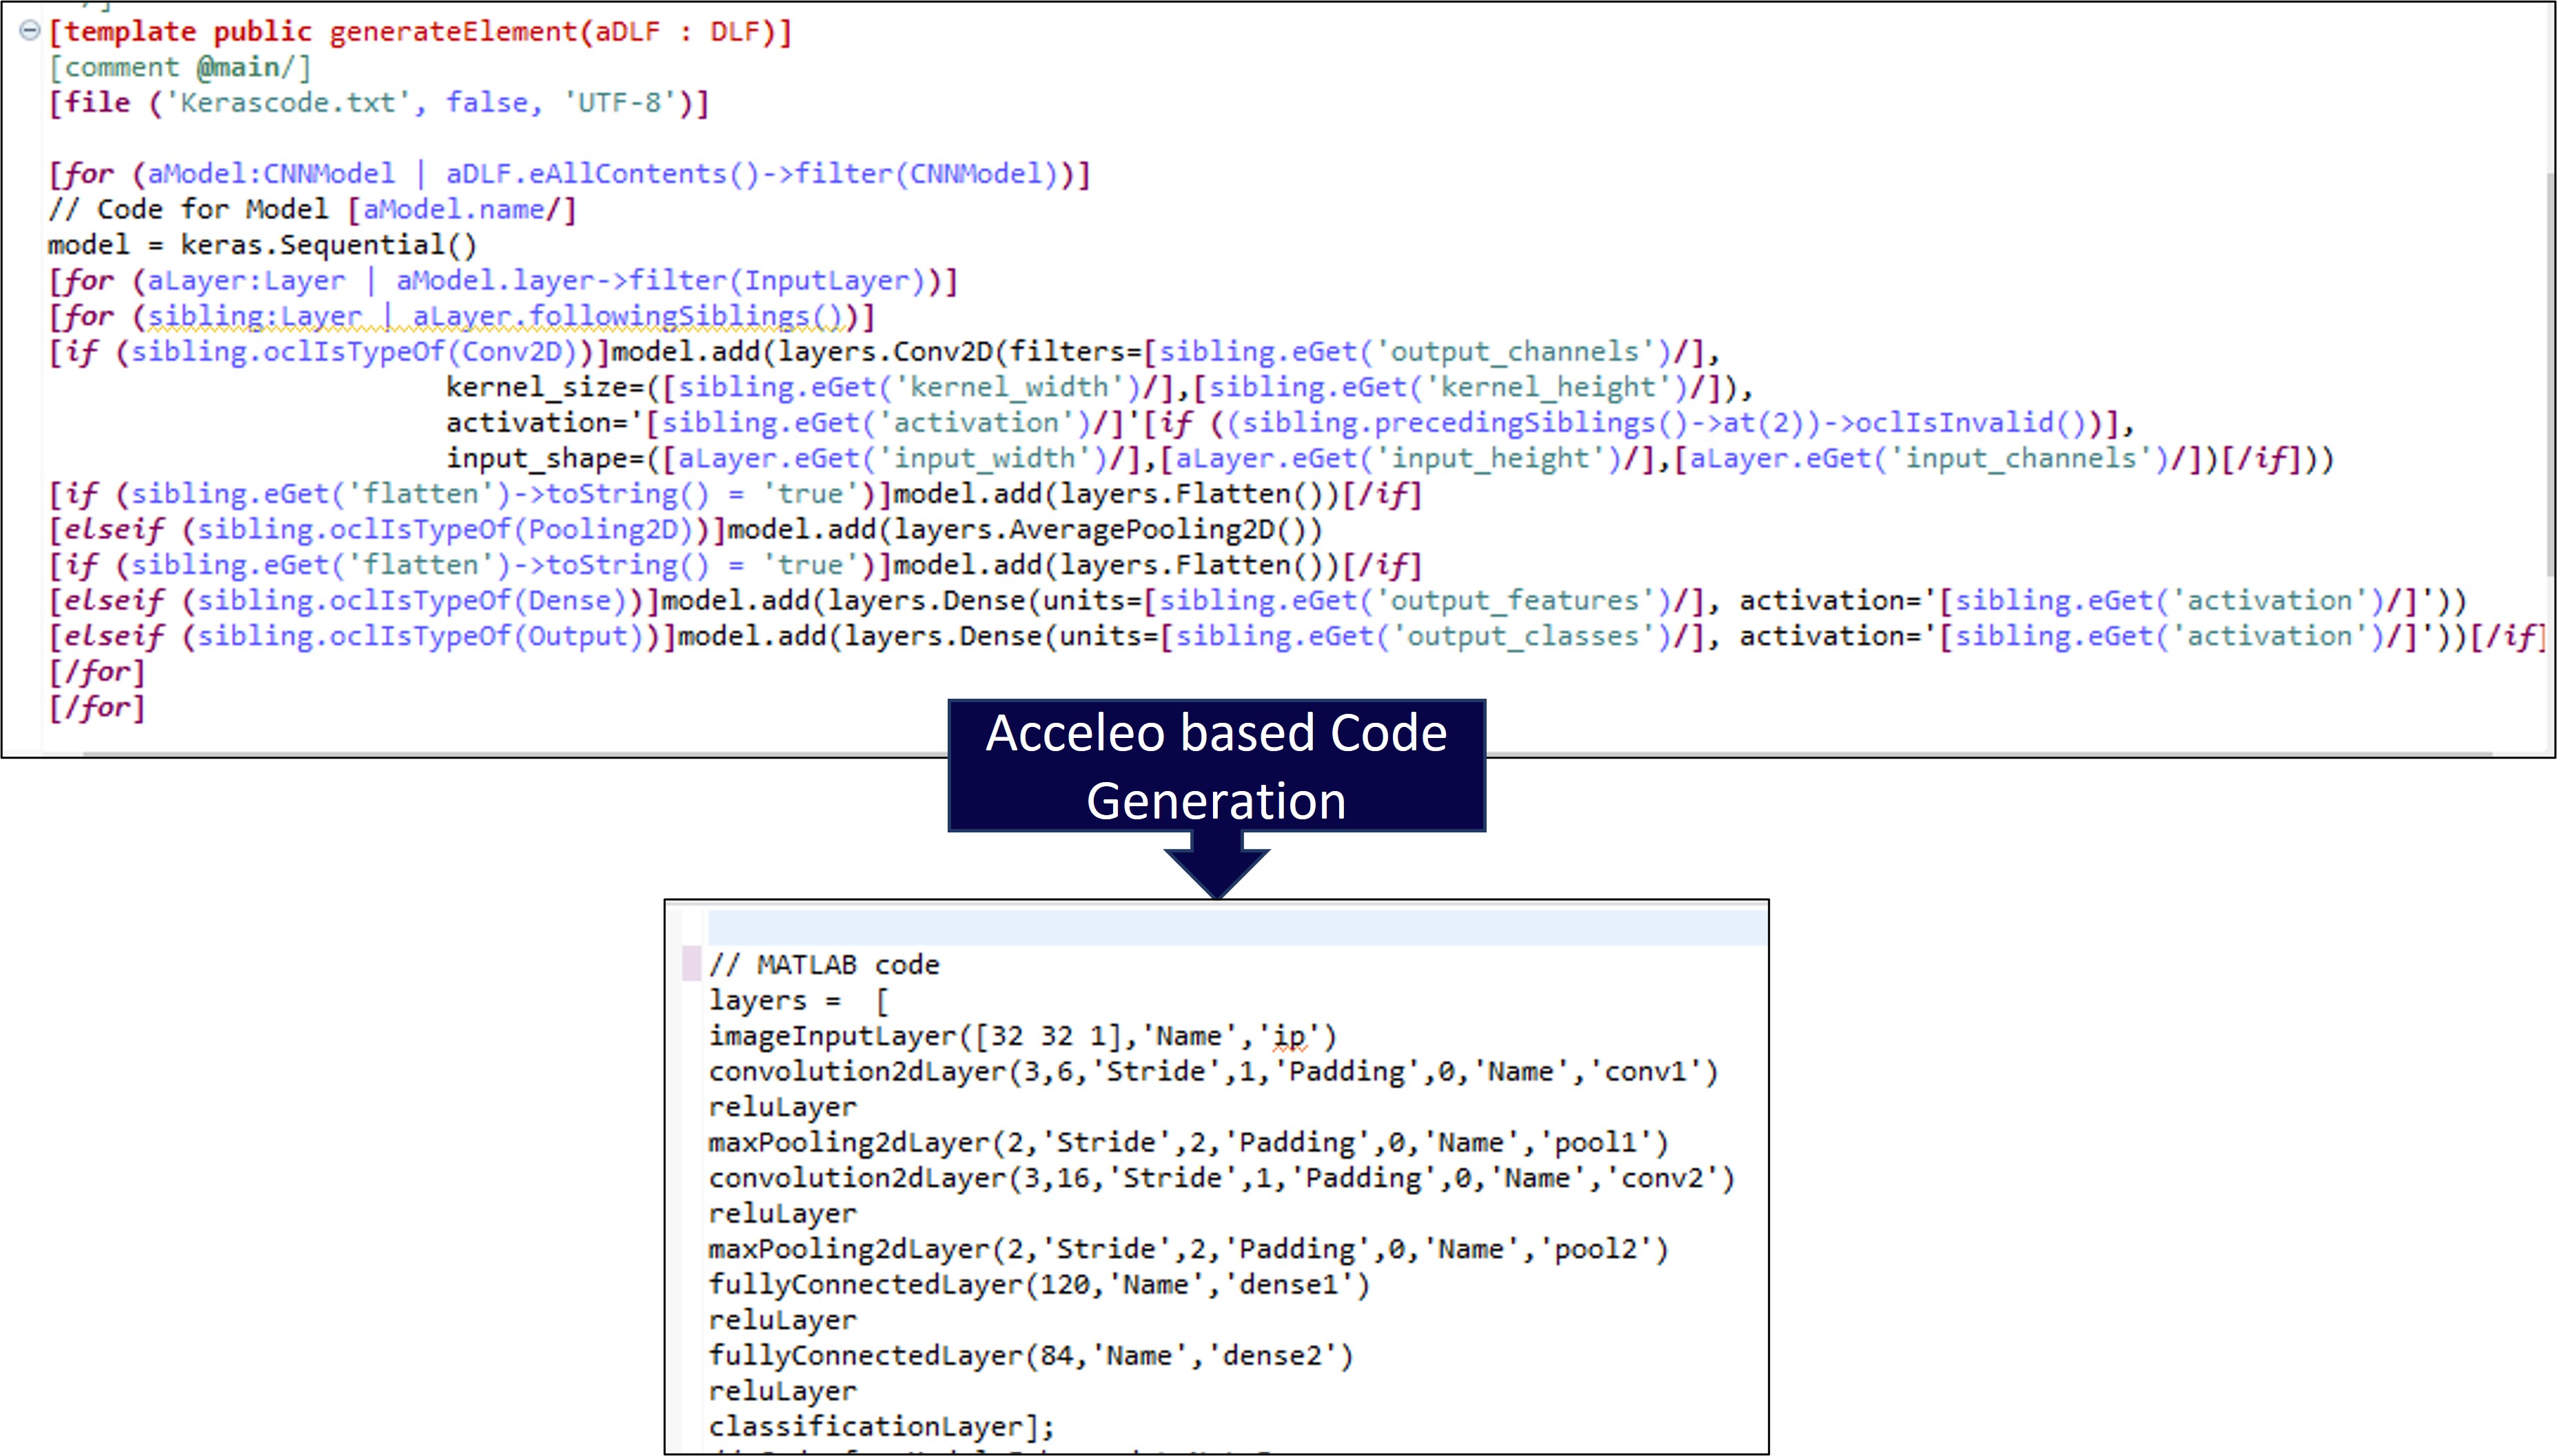 [template public generateElement(aDLF : DLF)]
[comment @main/]
[file ('Kerascode.txt', false, 'UTF-8')]
[for (aModel:CNNModel | aDLF.eAllContents()->filter(CNNModel))]
// Code for Model [aModel.name/]
model = keras.Sequential()
[for (aLayer:Layer | aModel.layer->filter(InputLayer))]
[for (sibling:Layer | aLayer.followingSiblings())]
[if (sibling.oclIsTypeOf(Conv2D))]model.add(layers.Conv2D(filters=[sibling.eGet('output_channels')/],
kernel_size=([sibling.eGet('kernel_width')/],[sibling.eGet('kernel_height')/]),
activation='[sibling.eGet('activation')/]'[if ((sibling.precedingSiblings()->at(2))->oclIsInvalid())],
input_shape=([aLayer.eGet('input_width')/],[aLayer.eGet('input_height')/],[aLayer.eGet('input_channels')/])[/if]))
[if (sibling.eGet('flatten')->toString() = 'true')]model.add(layers.Flatten())[/if]
[elseif (sibling.oclIsTypeOf(Pooling2D))]model.add(layers.AveragePooling2D())
[if (sibling.eGet('flatten')->toString() = 'true')]model.add(layers.Flatten())[/if]
[elseif (sibling.oclIsTypeOf(Dense))]model.add(layers.Dense(units=[sibling.eGet('output_features')/], activation='[sibling.eGet('activation')/]'))
[elseif (sibling.oclIsTypeOf(Output))]model.add(layers.Dense(units=[sibling.eGet('output_classes')/], activation='[sibling.eGet('activation')/]'))[/if]
[/for]
[/for]
Acceleo based Code
Generation
// MATLAB code
layers =  [
imageInputLayer([32 32 1],'Name','ip')
convolution2dLayer(3,6,'Stride',1,'Padding',0,'Name','conv1')
reluLayer
maxPooling2dLayer(2,'Stride',2,'Padding',0,'Name','pool1')
convolution2dLayer(3,16,'Stride',1,'Padding',0,'Name','conv2')
reluLayer
maxPooling2dLayer(2,'Stride',2,'Padding',0,'Name','pool2')
fullyConnectedLayer(120,'Name','dense1')
reluLayer
fullyConnectedLayer(84,'Name','dense2')
reluLayer
classificationLayer];